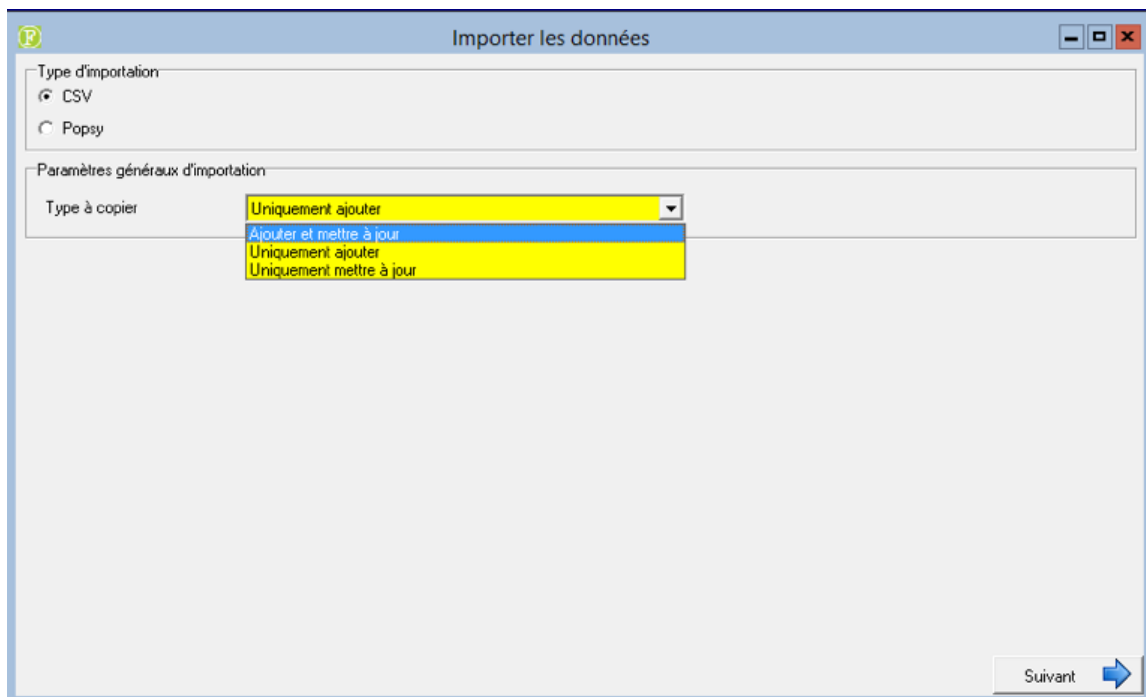 F
Importer les données
Type d'importation
CSV
Popsy
Paramètres généraux d'importation
Type à copier
Uniquement ajouter
Ajouter et mettre à jour
Uniquement ajouter
Uniquement mettre à jour
Suivant